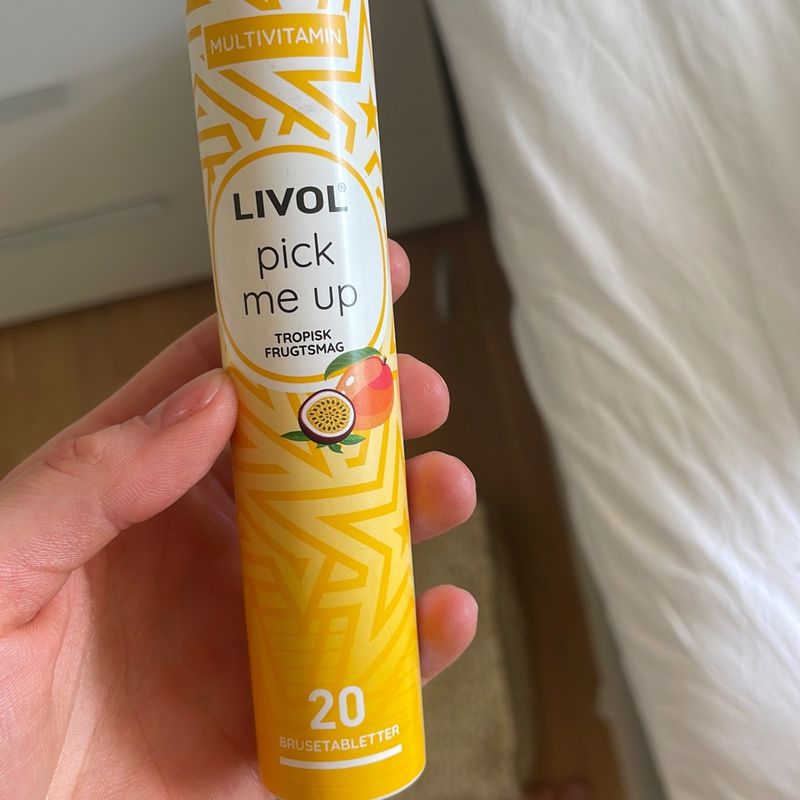 MULTIVITAMIN
LIVOL®
pick
me up
TROPISK
FRUGTSMAG
20
BRUSETABLETTER